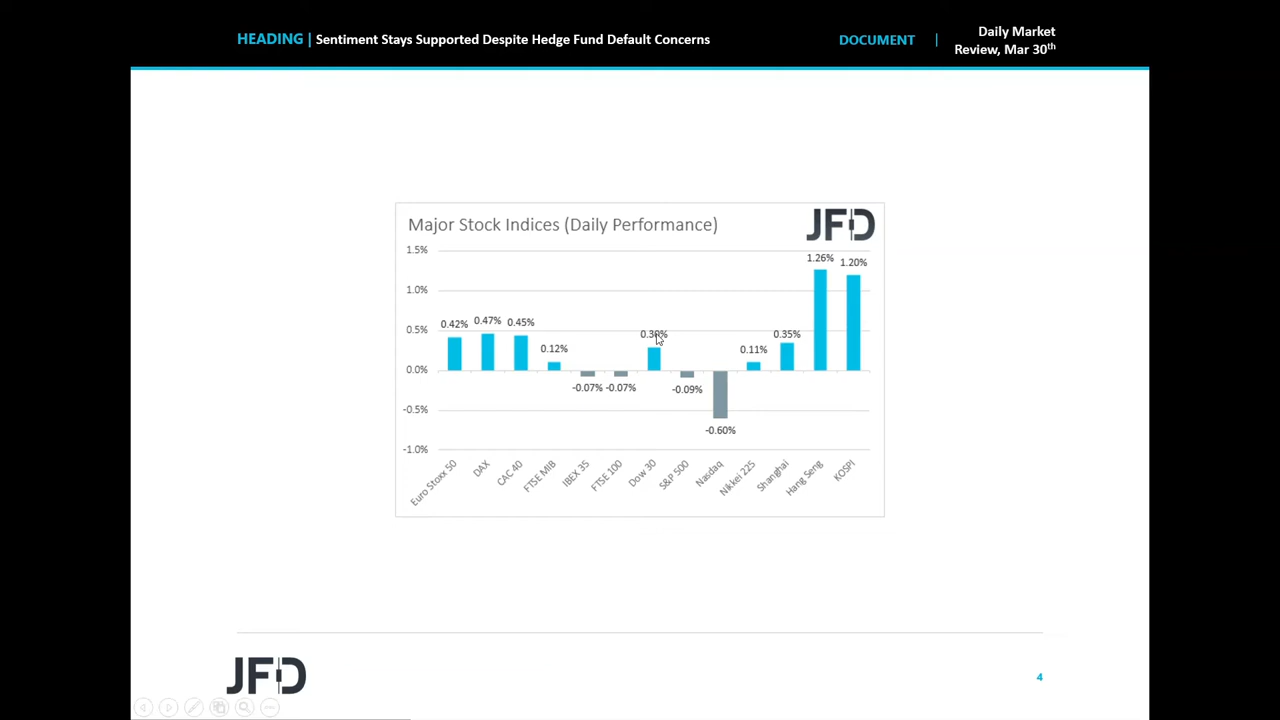 HEADING | Sentiment Stays Supported Despite Hedge Fund Default Concerns
DOCUMENT |
Daily Market
Review, Mar 30th
Major Stock Indices (Daily Performance)
JFD
1.5%
1.0%
0.5%
0.0%
-0.5%
-1.0%
0.42%
0.47%
0.45%
0.12%
-0.07%
-0.07%
-0.09%
-0.60%
0.11%
0.35%
1.26%
1.20%
Euro Stoxx 50
DAX
CAC 40
FTSE MIB
IBEX 35
FTSE 100
Dow 30
S&P 500
Nasdaq
Nikkei 225
Shanghai
Hang Seng
KOSPI
JFD
4